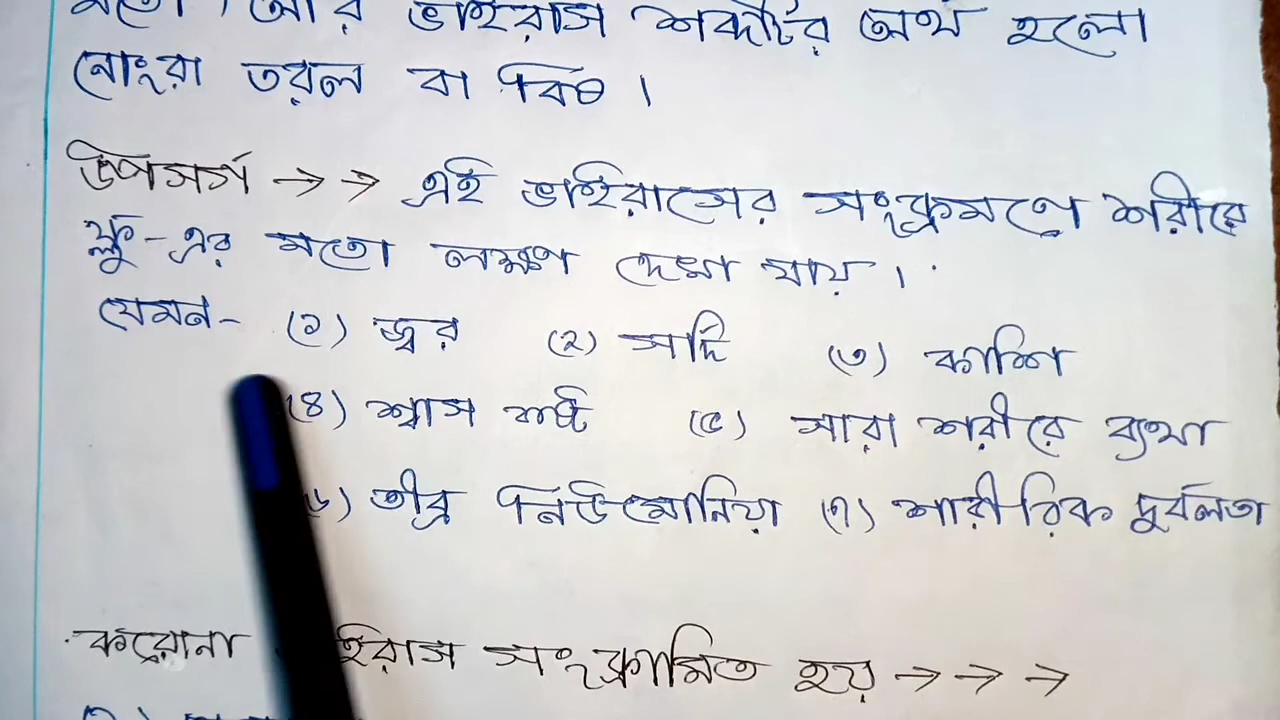 মতো। আর ভাইরাস শব্দটির অর্থ হলো
নোংরা তরল বা বিষ।
উপসর্গ →→ এই ভাইরাসের সংক্রমণে শরীরে
ফ্লু-এর মতো লক্ষণ দেখা যায়।
যেমন- (১) জ্বর (২) সর্দি (৩) কাশি
(৪) শ্বাস কষ্ট (৫) সারা শরীরে ব্যথা
৬) তীব্র নিউমোনিয়া (৭) শারীরিক দুর্বলতা
করোনা ইরাস সংক্রামিত হয় →→→